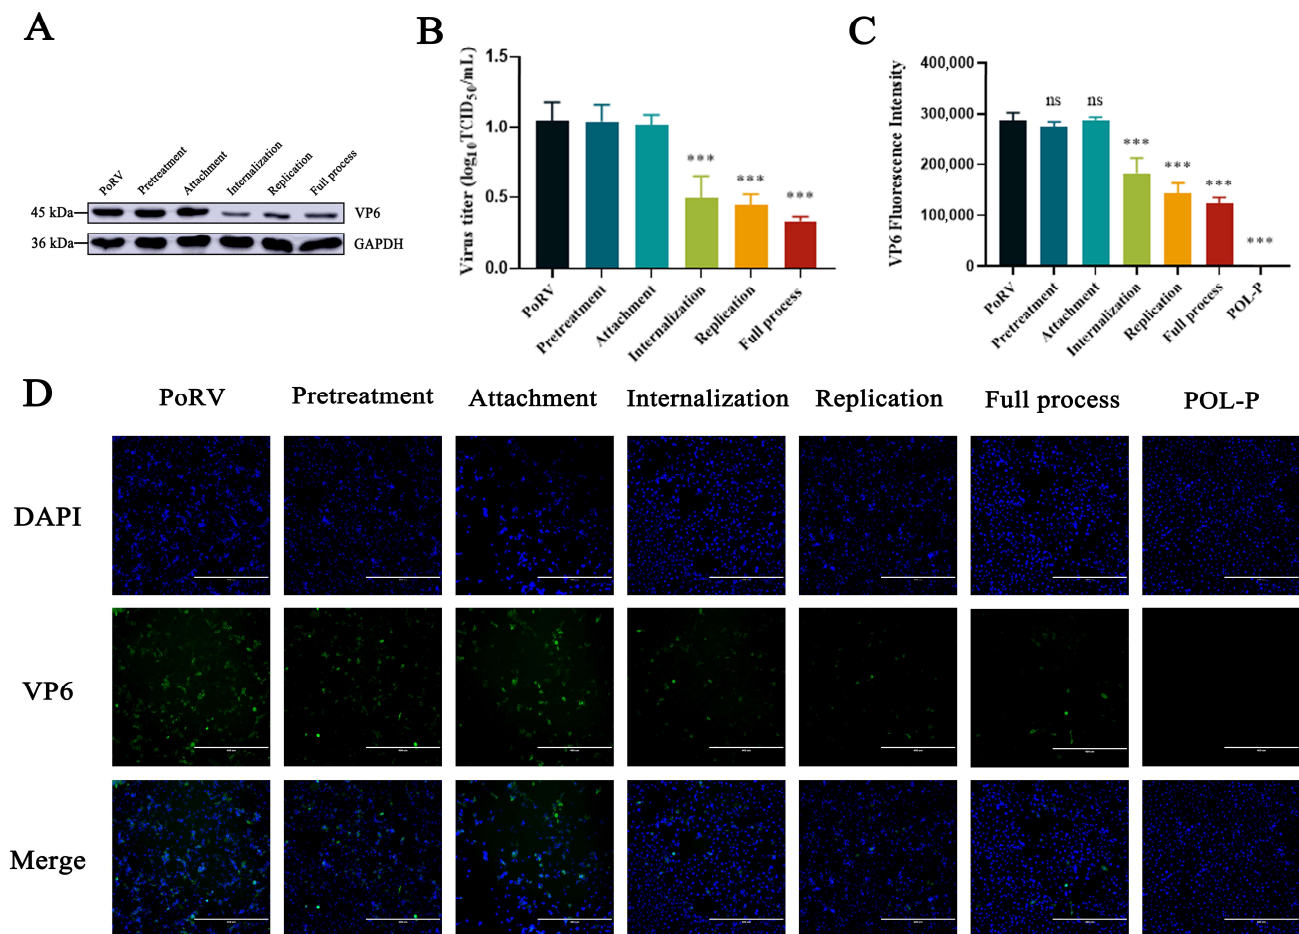 A
PoRV
Pretreatment
Attachment
Internalization
Replication
Full process
45 kDa
VP6
36 kDa
GAPDH
B
Virus titer (log10TCID50/mL)
1.5
1.0
0.5
0.0
***
***
***
PoRV
Pretreatment
Attachment
Internalization
Replication
Full process
C
VP6 Fluorescence Intensity
400,000
300,000
200,000
100,000
0
ns
ns
***
***
***
***
PoRV
Pretreatment
Attachment
Internalization
Replication
Full process
POL-P
D
PoRV Pretreatment Attachment Internalization Replication Full process POL-P
DAPI
VP6
Merge